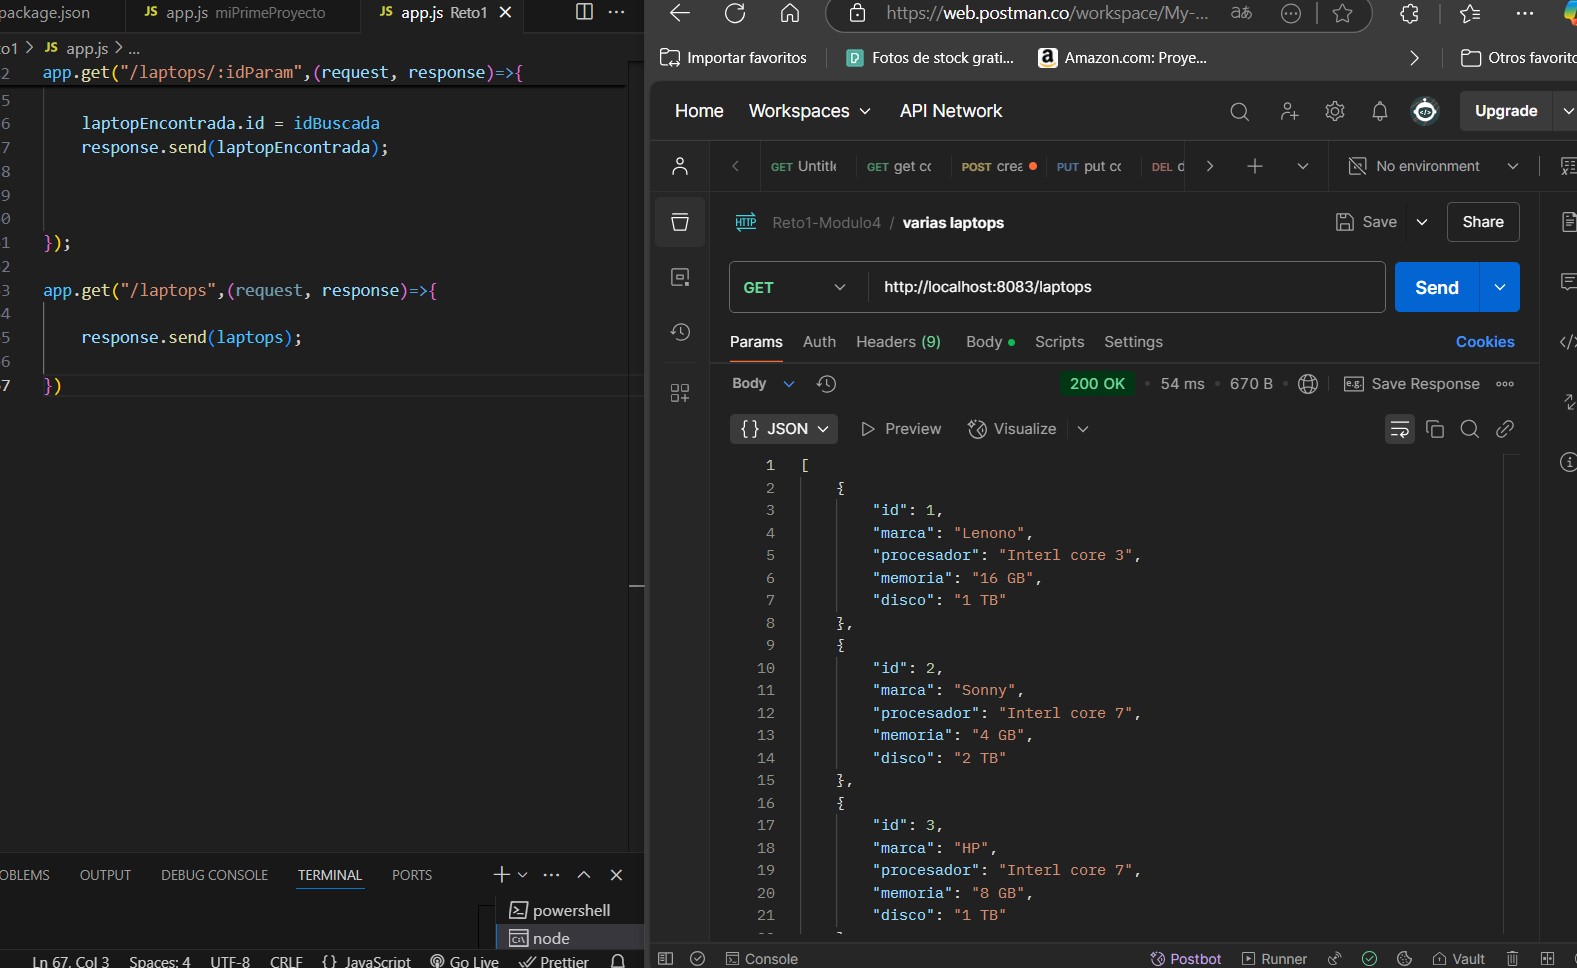 package.json
JS app.js miPrimeProyecto
JS app.js Reto1
JS app.js > ...
app.get("/laptops/:idParam",(request, response)=>{
5
6 laptopEncontrada.id = idBuscada
7 response.send(laptopEncontrada);
8
9
0
1 });
2
3 app.get("/laptops",(request, response)=>{
4
5 response.send(laptops);
6
7 })
OUTPUT DEBUG CONSOLE TERMINAL PORTS
powershell
node
Ln 67, Col 3 Spaces: 4 UTF-8 CRLF {} JavaScript Go Live Prettier
https://web.postman.co/workspace/My-...
Importar favoritos
Fotos de stock grati...
Amazon.com: Proye...
Otros favorito
Home Workspaces API Network
Upgrade
GET Untitl
GET get cc
POST crea
PUT put cc
DEL d
No environment
HTTP Reto1-Modulo4 / varias laptops
Save
Share
GET http://localhost:8083/laptops
Send
Params Auth Headers (9) Body Scripts Settings Cookies
Body
200 OK • 54 ms • 670 B
e.g. Save Response
{} JSON Preview Visualize
1 [
2 {
3 "id": 1,
4 "marca": "Lenono",
5 "procesador": "Interl core 3",
6 "memoria": "16 GB",
7 "disco": "1 TB"
8 },
9 {
10 "id": 2,
11 "marca": "Sonny",
12 "procesador": "Interl core 7",
13 "memoria": "4 GB",
14 "disco": "2 TB"
15 },
16 {
17 "id": 3,
18 "marca": "HP",
19 "procesador": "Interl core 7",
20 "memoria": "8 GB",
21 "disco": "1 TB"
Console
Postbot Runner Vault